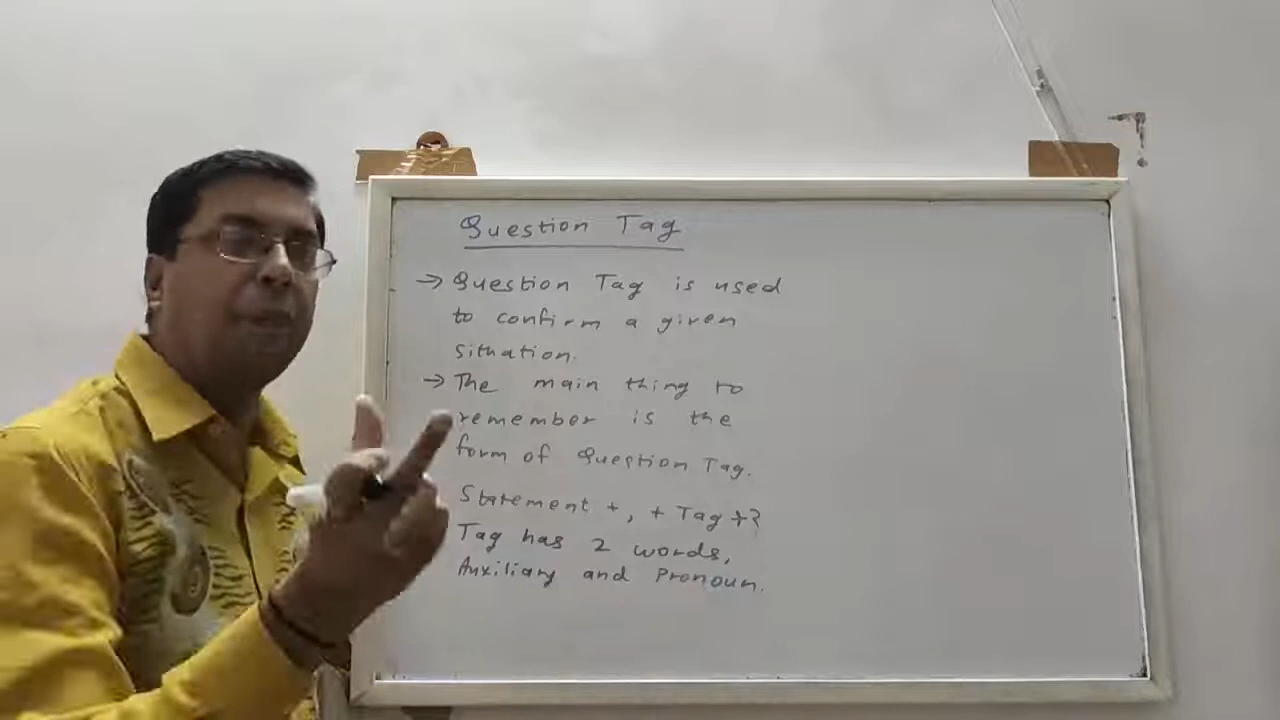 Question Tag
→ Question Tag is used
to confirm a given
situation.
→ The main thing to
remember is the
form of Question Tag.
Statement +, + Tag +?
Tag has 2 words,
Auxiliary and Pronoun.